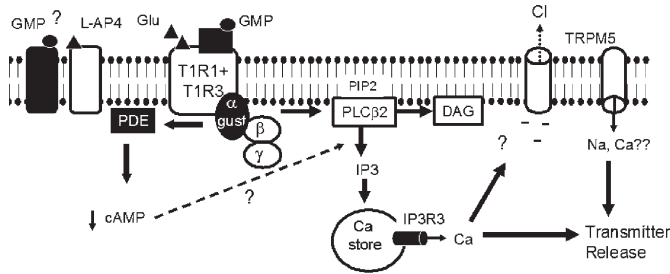 GMP ? L-AP4 Glu GMP Cl
TRPM5
T1R1+
T1R3
PIP2
α
gust
PDE
PLCβ2
DAG
β
γ
?
Na, Ca??
IP3
?
cAMP
Ca
store
IP3R3
Ca
Transmitter
Release